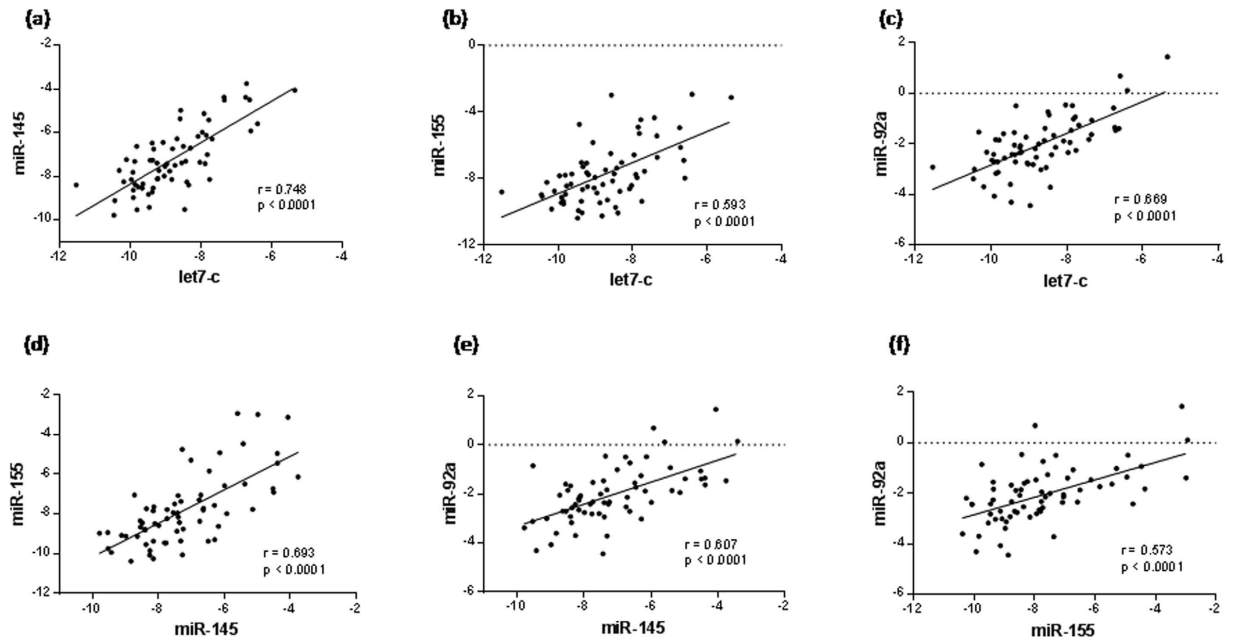 (a)
-2
-4
-6
-8
-10
miR-145
r = 0.748
p < 0.0001
-12
-10
-8
-6
-4
let7-c
(b)
0
-4
-8
-12
miR-155
r = 0.593
p < 0.0001
-12
-10
-8
-6
-4
let7-c
(c)
2
0
-2
-4
-6
miR-92a
r = 0.669
p < 0.0001
-12
-10
-8
-6
-4
let7-c
(d)
-2
-4
-6
-8
-10
-12
miR-155
r = 0.693
p < 0.0001
-10
-8
-6
-4
-2
miR-145
(e)
2
0
-2
-4
-6
miR-92a
r = 0.607
p < 0.0001
-10
-8
-6
-4
-2
miR-145
(f)
2
0
-2
-4
-6
miR-92a
r = 0.573
p < 0.0001
-12
-10
-8
-6
-4
-2
miR-155